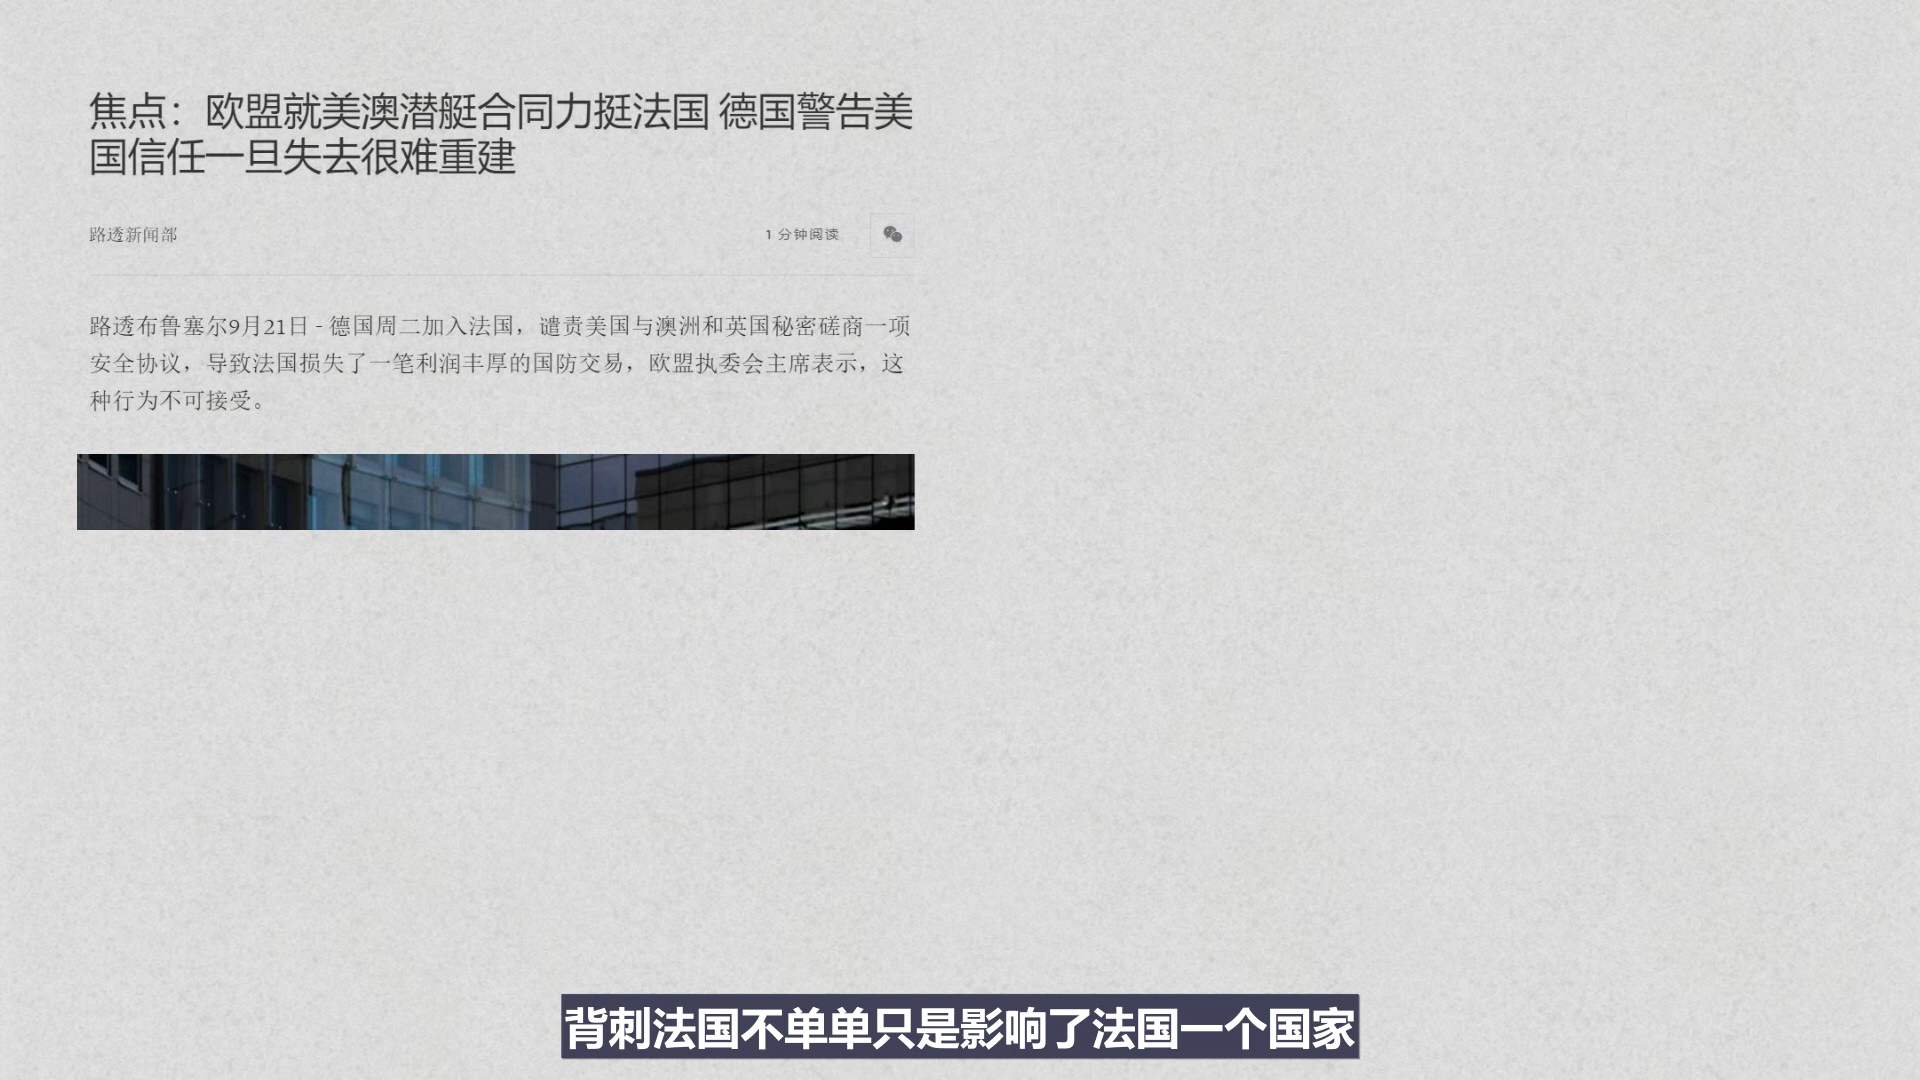 焦点：欧盟就美澳潜艇合同力挺法国 德国警告美
国信任一旦失去很难重建
路透新闻部
1 分钟阅读
路透布鲁塞尔9月21日 - 德国周二加入法国，谴责美国与澳洲和英国秘密磋商一项
安全协议，导致法国损失了一笔利润丰厚的国防交易，欧盟执委会主席表示，这
种行为不可接受。
背刺法国不单单只是影响了法国一个国家